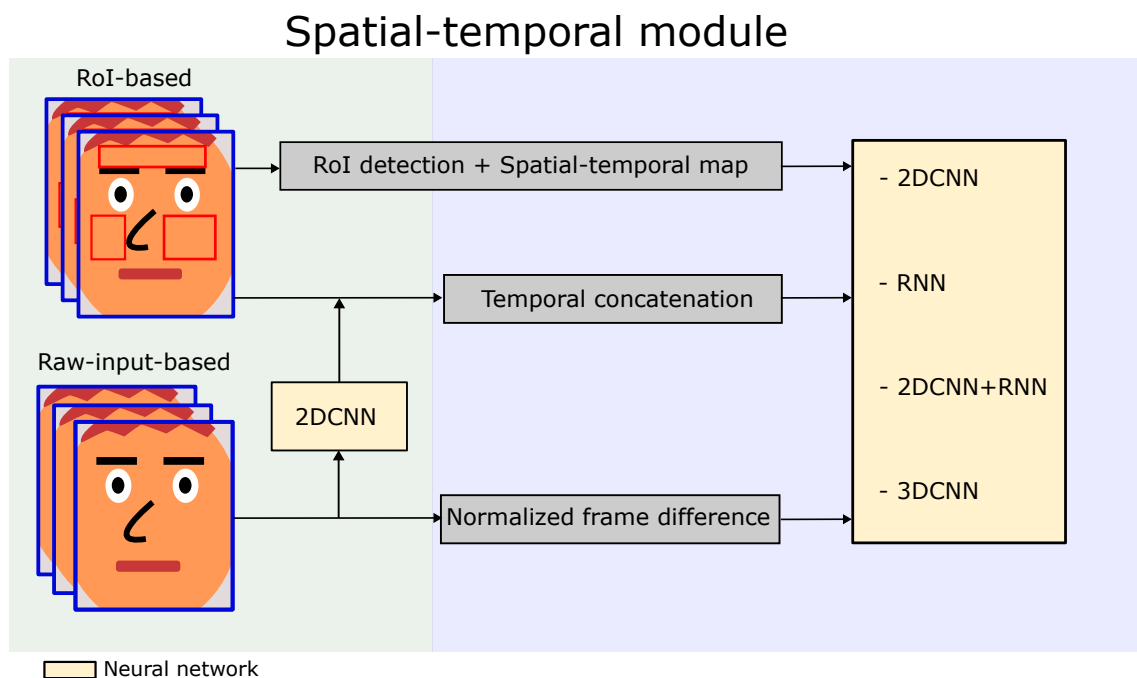 Spatial-temporal module
RoI-based
RoI detection + Spatial-temporal map
- 2DCNN
- RNN
- 2DCNN+RNN
- 3DCNN
Temporal concatenation
Raw-input-based
2DCNN
Normalized frame difference
Neural network